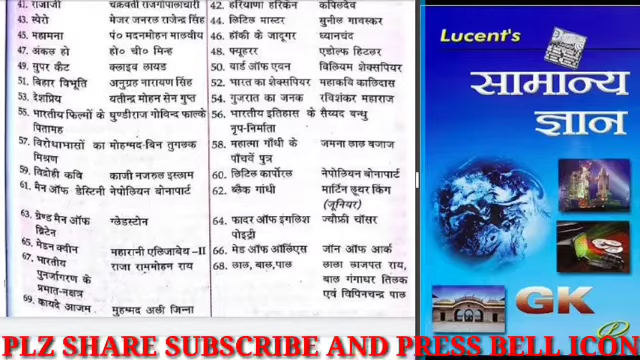 41. राजाजी चक्रवर्ती राजगोपालाचारी
43. स्पैरो मेजर जनरल राजेन्द्र सिंह
45. महामना पं० मदनमोहन मालवीय
47. अंकल हो हो० ची० मिन्ह
49. सुपर कैट क्लाइव लायड
51. बिहार विभूति अनुग्रह नारायण सिंह
53. देशप्रिय यतीन्द्र मोहन सेन गुप्त
55. भारतीय फिल्मों के घुण्डीराज गोविन्द फाल्के
पितामह
57. विरोधाभासों का मोहम्मद-बिन तुगलक
मिश्रण
59. विद्रोही कवि काजी नजरुल इस्लाम
61. मैन ऑफ डेस्टिनी नेपोलियन बोनापार्ट
63. ग्रेण्ड मैन ऑफ ग्लेडस्टोन
ब्रिटेन
65. मेडन क्वीन महारानी एलिजाबेथ–II
67. भारतीय राजा राममोहन राय
पुनर्जागरण के
प्रभात-नक्षत्र
69. कायदे आजम मुहम्मद अली जिन्ना
42. हरियाणा हरिकेन कपिलदेव
44. लिटिल मास्टर सुनील गावस्कर
46. हॉकी के जादूगर ध्यानचंद
48. फ्यूहरर एडोल्फ हिटलर
50. बार्ड ऑफ एवन विलियम शेक्सपियर
52. भारत का शेक्सपियर महाकवि कालिदास
54. गुजरात का जनक रविशंकर महाराज
56. भारतीय इतिहास के सैय्यद बन्धु
नृप-निर्माता
58. महात्मा गाँधी के जमना लाल बजाज
पाँचवें पुत्र
60. लिटिल कार्पोरल नेपोलियन बोनापार्ट
62. ब्लैक गांधी मार्टिन लूथर किंग
(जूनियर)
64. फादर ऑफ इंगलिश ज्यौफ्री चॉसर
पोइट्री
66. मेड ऑफ ऑर्लिएंस जॉन ऑफ आर्क
68. लाल, बाल, पाल लाला लाजपत राय,
बाल गंगाधर तिलक
एवं विपिनचन्द्र पाल
Lucent's
सामान्य
ज्ञान
GK
PLZ SHARE SUBSCRIBE AND PRESS BELL ICON